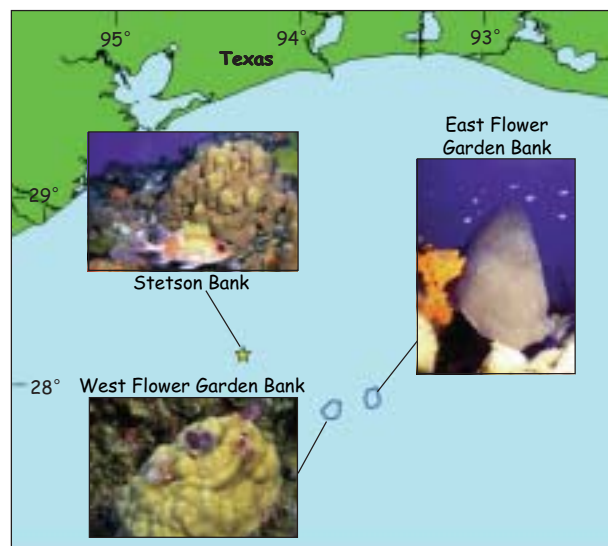 95°
94°
93°
Texas
East Flower
Garden Bank
29°
Stetson Bank
28°
West Flower Garden Bank